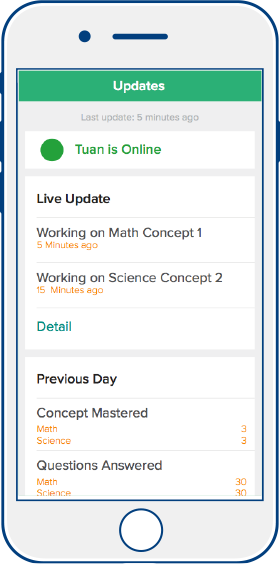 Updates
Last update: 5 minutes ago
Tuan is Online
Live Update
Working on Math Concept 1
5 Minutes ago
Working on Science Concept 2
15 Minutes ago
Detail
Previous Day
Concept Mastered
Math 3
Science 3
Questions Answered
Math 30
Science 30